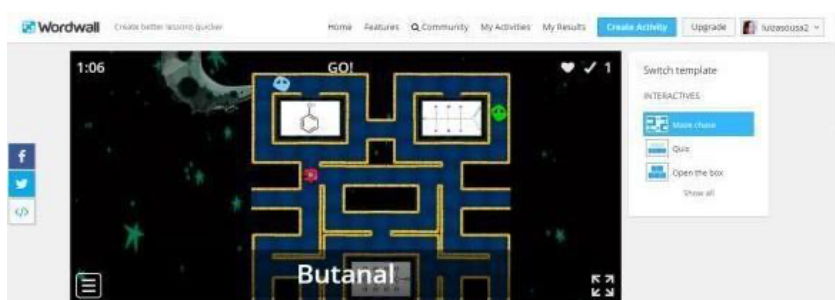 Wordwall
Create better lessons quicker
Home Features Community My Activities My Results Create Activity Upgrade luizasousa2
1:06
GO!
1
Switch template
INTERACTIVES
Maze chase
Quiz
Open the box
Show all
f
</>
Butanal